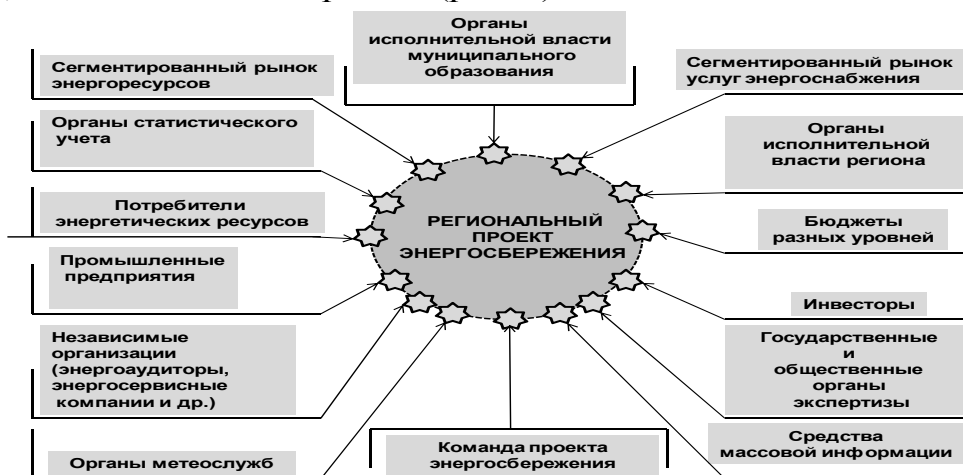 Органы
исполнительной власти
муниципального
образования
Сегментированный рынок
энергоресурсов
Сегментированный рынок
услуг энергоснабжения
Органы статистического
учета
Органы
исполнительной
власти региона
Потребители
энергетических ресурсов
РЕГИОНАЛЬНЫЙ
ПРОЕКТ
ЭНЕРГОСБЕРЕЖЕНИЯ
Бюджеты
разных уровней
Промышленные
предприятия
Инвесторы
Независимые
организации
(энергоаудиторы,
энергосервисные
компании и др.)
Государственные
и
общественные
органы
экспертизы
Органы метеослужб
Команда проекта
энергосбережения
Средства
массовой информации